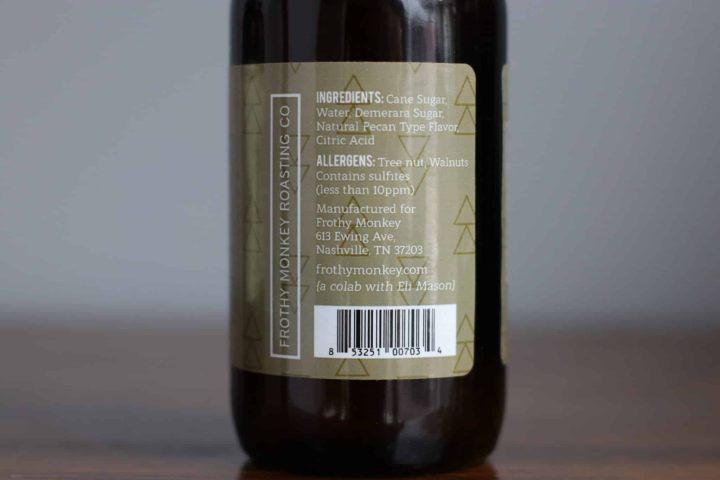 FROTHY MONKEY ROASTING CO
INGREDIENTS: Cane Sugar,
Water, Demerara Sugar,
Natural Pecan Type Flavor,
Citric Acid
ALLERGENS: Tree nut, Walnuts
Contains sulfites
(less than 10ppm)
Manufactured for
Frothy Monkey
613 Ewing Ave,
Nashville, TN 37203
frothymonkey.com
(a colab with Eli Mason)
8 53251 00703 4